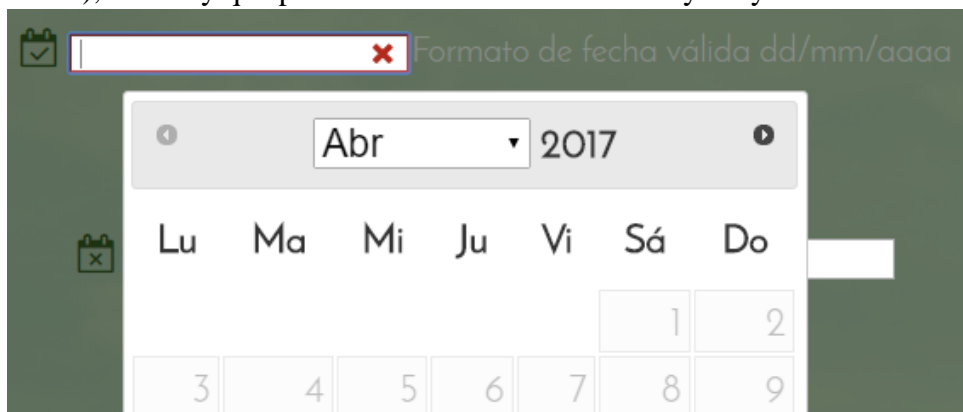 Formato de fecha válida dd/mm/aaaa
Abr 2017
Lu Ma Mi Ju Vi Sá Do
1 2
3 4 5 6 7 8 9